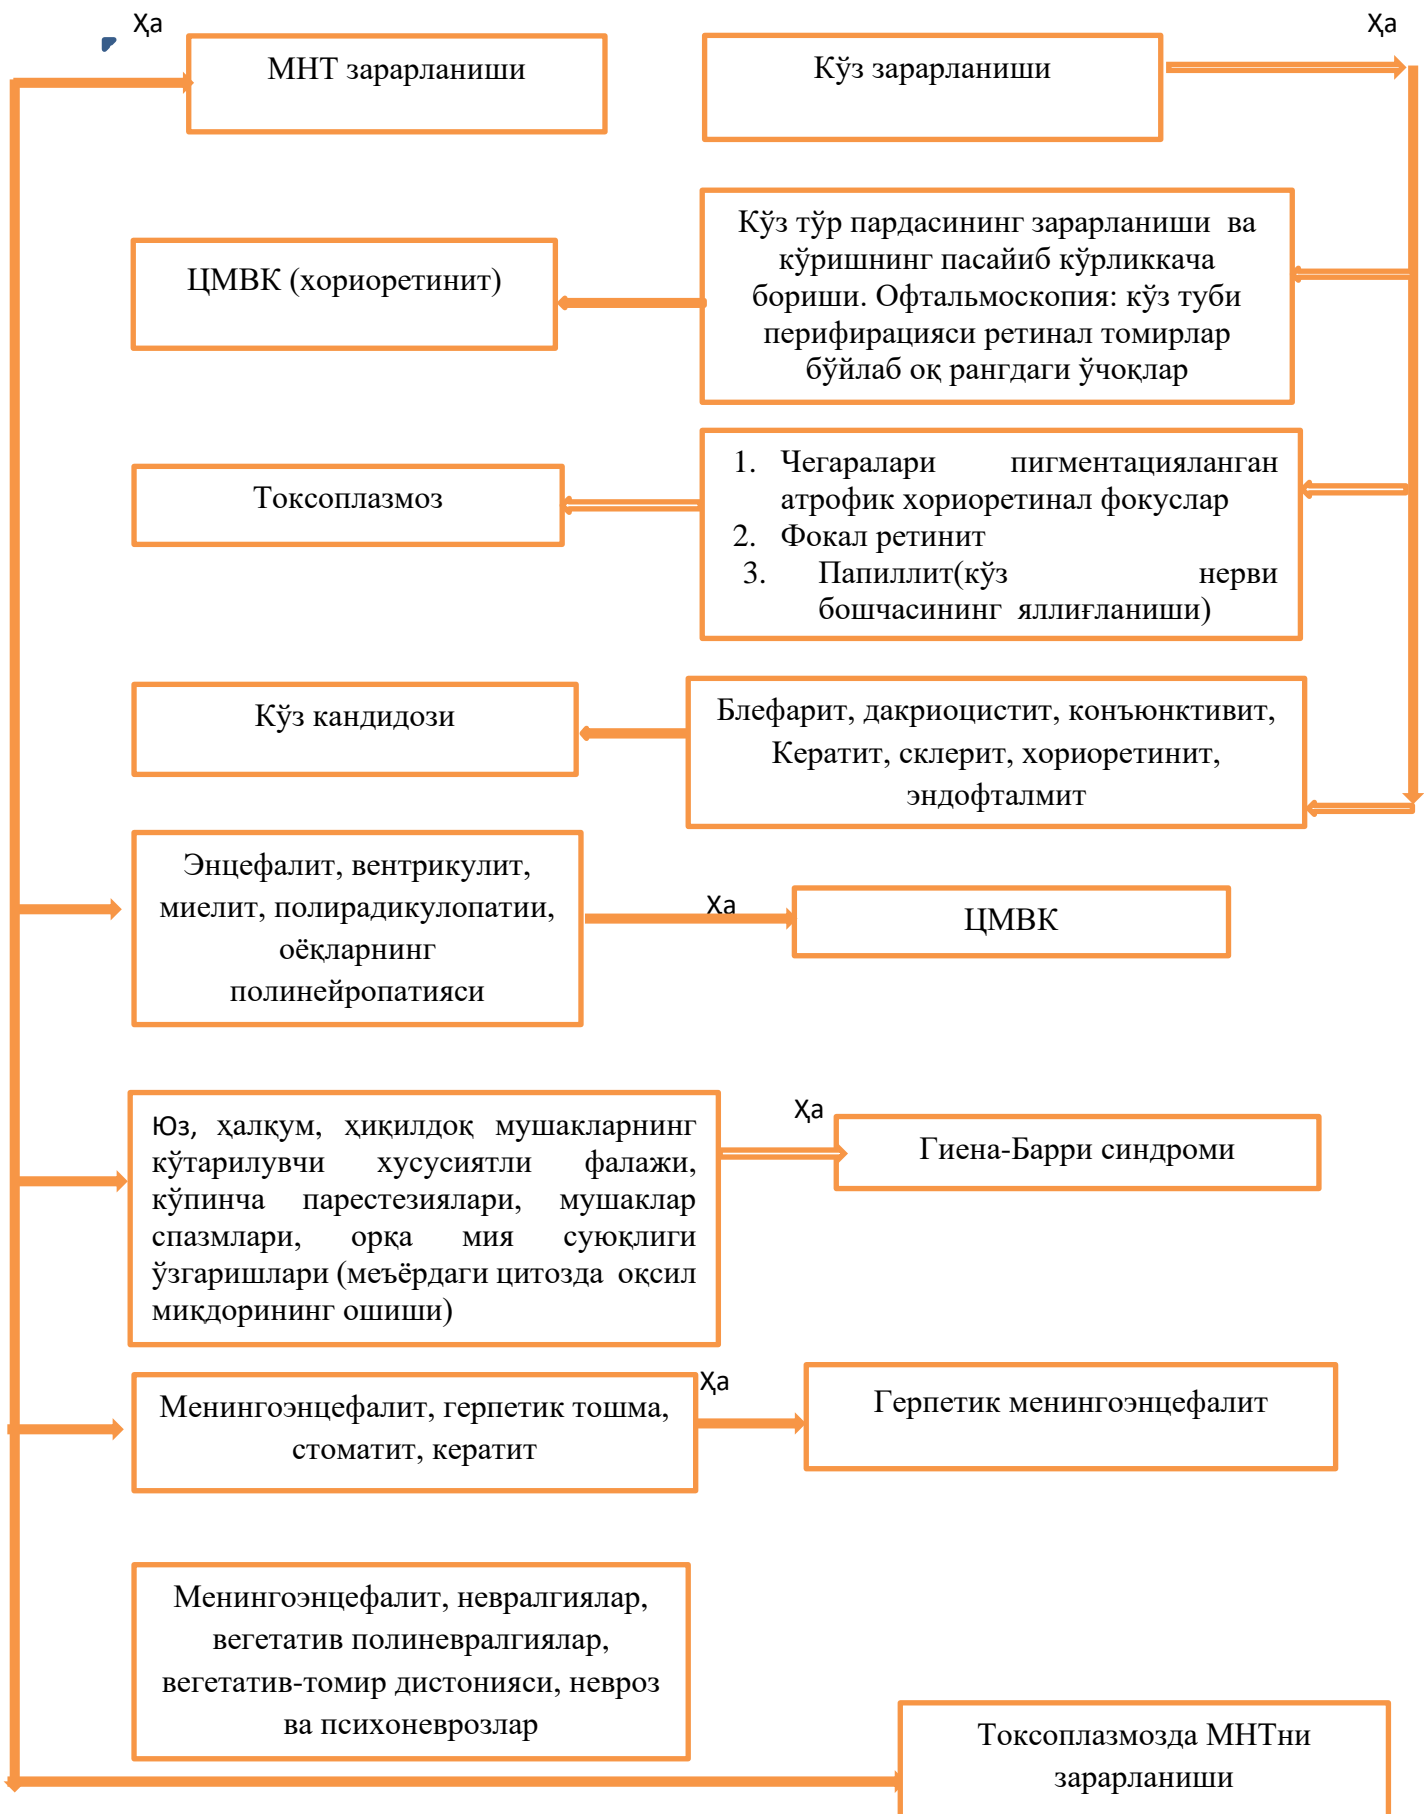 Ҳа
Ҳа
МНТ зарарланиши
Кўз зарарланиши
Кўз тўр пардасининг зарарланиши ва
кўришнинг пасайиб кўрликкача
бориши. Офтальмоскопия: кўз туби
перифирацияси ретинал томирлар
бўйлаб оқ рангдаги ўчоқлар
ЦМВК (хориоретинит)
1. Чегаралари пигментацияланган
атрофик хориоретинал фокуслар
2. Фокал ретинит
3. Папиллит(кўз нерви
бошчасининг яллиғланиши)
Токсоплазмоз
Блефарит, дакриоцистит, конъюнктивит,
Кератит, склерит, хориоретинит,
эндофталмит
Кўз кандидози
Энцефалит, вентрикулит,
миелит, полирадикулопатии,
оёқларнинг
полинейропатияси
Ҳа
ЦМВК
Юз, ҳалқум, ҳиқилдоқ мушакларнинг
кўтарилувчи хусусиятли фалажи,
кўпинча парестезиялари, мушаклар
спазмлари, орқа мия суюқлиги
ўзгаришлари (меъёрдаги цитозда оқсил
миқдорининг ошиши)
Ҳа
Гиена-Барри синдроми
Менингоэнцефалит, герпетик тошма,
стоматит, кератит
Ҳа
Герпетик менингоэнцефалит
Менингоэнцефалит, невралгиялар,
вегетатив полиневралгиялар,
вегетатив-томир дистонияси, невроз
ва психоневрозлар
Токсоплазмозда МНТни
зарарланиши